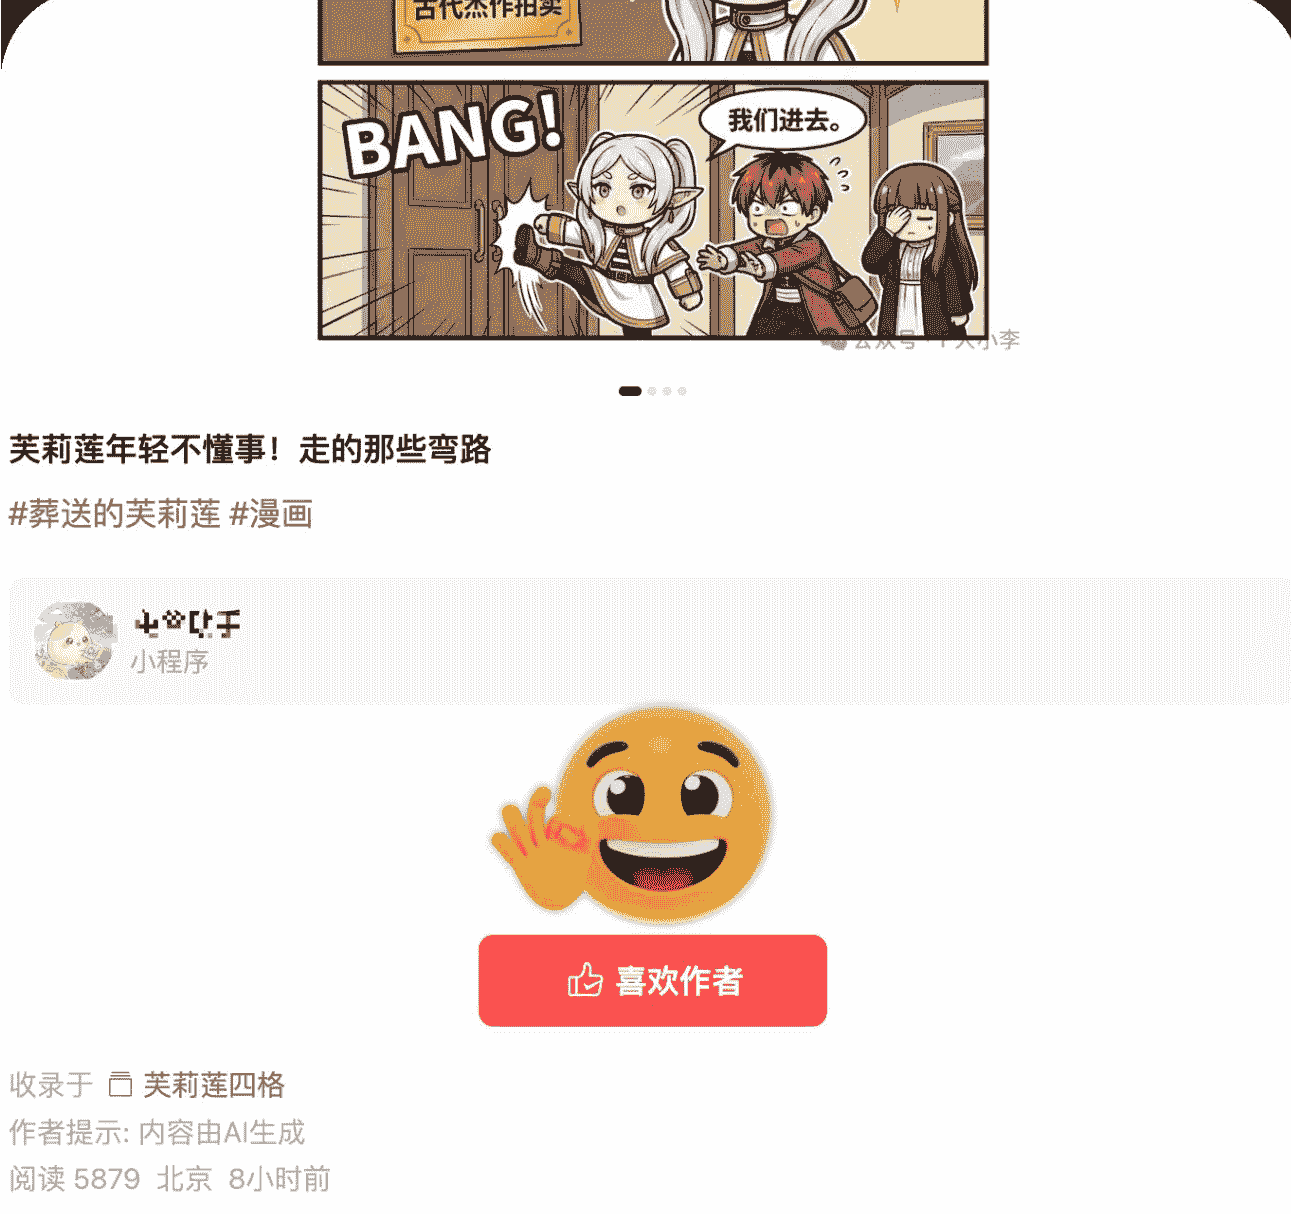 古代杰作拍卖
BANG!
我们进去。
小李
芙莉莲年轻不懂事！走的那些弯路
#葬送的芙莉莲 #漫画
小程序
喜欢作者
收录于 芙莉莲四格
作者提示: 内容由AI生成
阅读 5879 北京 8小时前